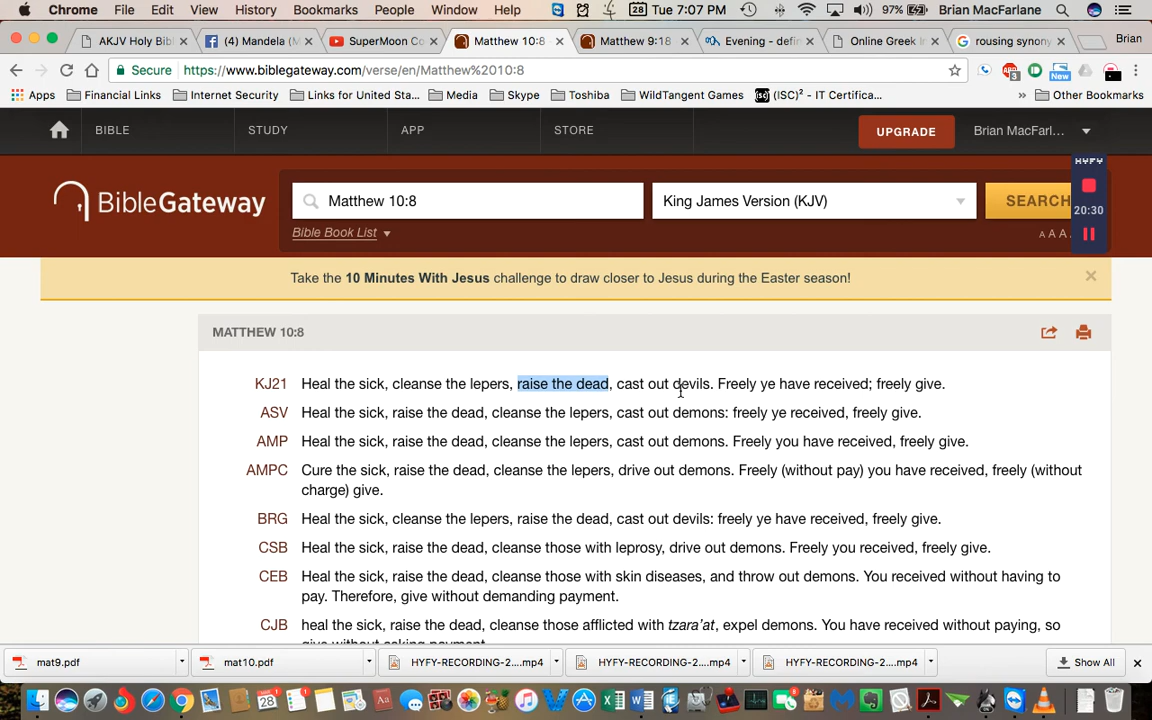 Chrome File Edit View History Bookmarks People Window Help 28 Tue 7:07 PM 97% Brian MacFarlane
AKJV Holy Bibl × (4) Mandela (M × SuperMoon Co × Matthew 10:8 × Matthew 9:18 × Evening - defin × Online Greek In × rousing synony × Brian
Secure https://www.biblegateway.com/verse/en/Matthew%2010:8 3 New
Apps Financial Links Internet Security Links for United Sta... Media Skype Toshiba WildTangent Games (ISC)² - IT Certifica... » Other Bookmarks
BIBLE STUDY APP STORE UPGRADE Brian MacFarl...
HYFY
BibleGateway Matthew 10:8 King James Version (KJV) SEARCH
20:30
Bible Book List A A A
Take the 10 Minutes With Jesus challenge to draw closer to Jesus during the Easter season! ×
MATTHEW 10:8
KJ21 Heal the sick, cleanse the lepers, raise the dead, cast out devils. Freely ye have received; freely give.
ASV Heal the sick, raise the dead, cleanse the lepers, cast out demons: freely ye received, freely give.
AMP Heal the sick, raise the dead, cleanse the lepers, cast out demons. Freely you have received, freely give.
AMPC Cure the sick, raise the dead, cleanse the lepers, drive out demons. Freely (without pay) you have received, freely (without
charge) give.
BRG Heal the sick, cleanse the lepers, raise the dead, cast out devils: freely ye have received, freely give.
CSB Heal the sick, raise the dead, cleanse those with leprosy, drive out demons. Freely you received, freely give.
CEB Heal the sick, raise the dead, cleanse those with skin diseases, and throw out demons. You received without having to
pay. Therefore, give without demanding payment.
CJB heal the sick, raise the dead, cleanse those afflicted with tzara'at, expel demons. You have received without paying, so
give without asking payment.
mat9.pdf mat10.pdf HYFY-RECORDING-2....mp4 HYFY-RECORDING-2....mp4 HYFY-RECORDING-2....mp4 Show All ×